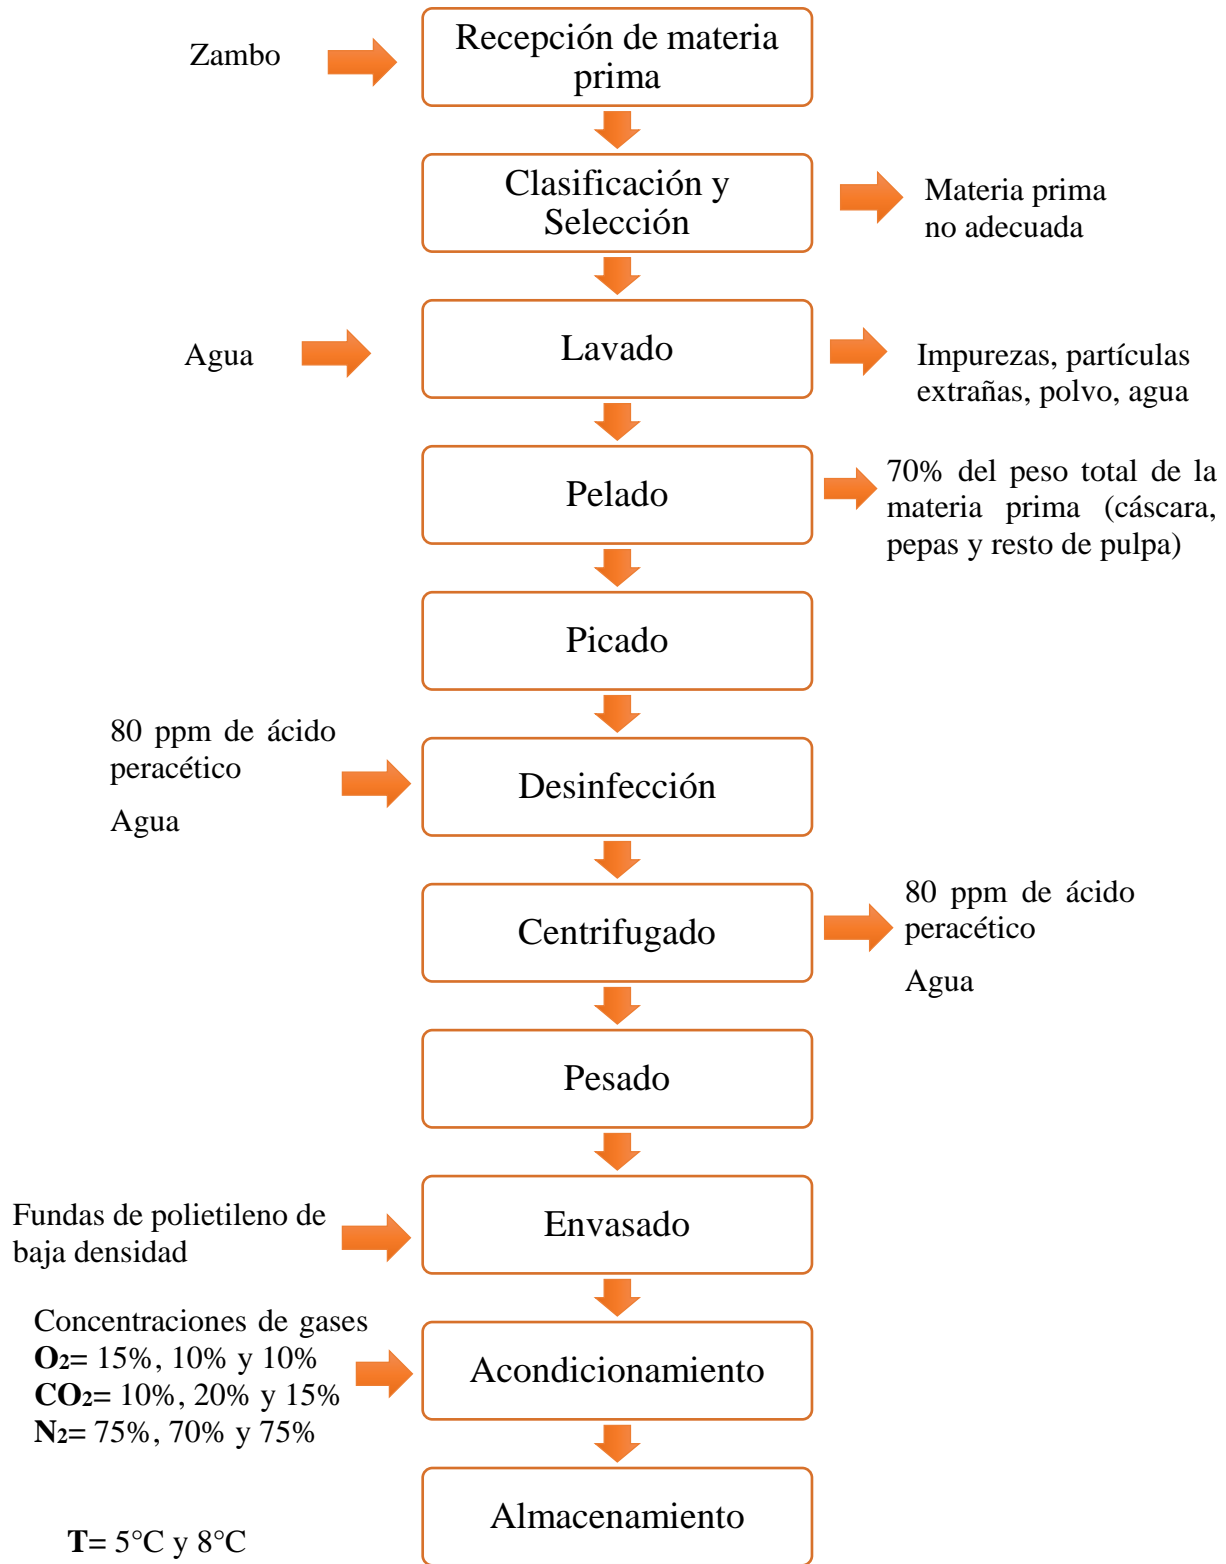 Zambo
Recepción de materia
prima
Clasificación y
Selección
Materia prima
no adecuada
Agua
Lavado
Impurezas, partículas
extrañas, polvo, agua
Pelado
70% del peso total de la
materia prima (cáscara,
pepas y resto de pulpa)
Picado
80 ppm de ácido
peracético
Agua
Desinfección
Centrifugado
80 ppm de ácido
peracético
Agua
Pesado
Fundas de polietileno de
baja densidad
Envasado
Concentraciones de gases
O2= 15%, 10% y 10%
CO2= 10%, 20% y 15%
N2= 75%, 70% y 75%
Acondicionamiento
Almacenamiento
T= 5°C y 8°C